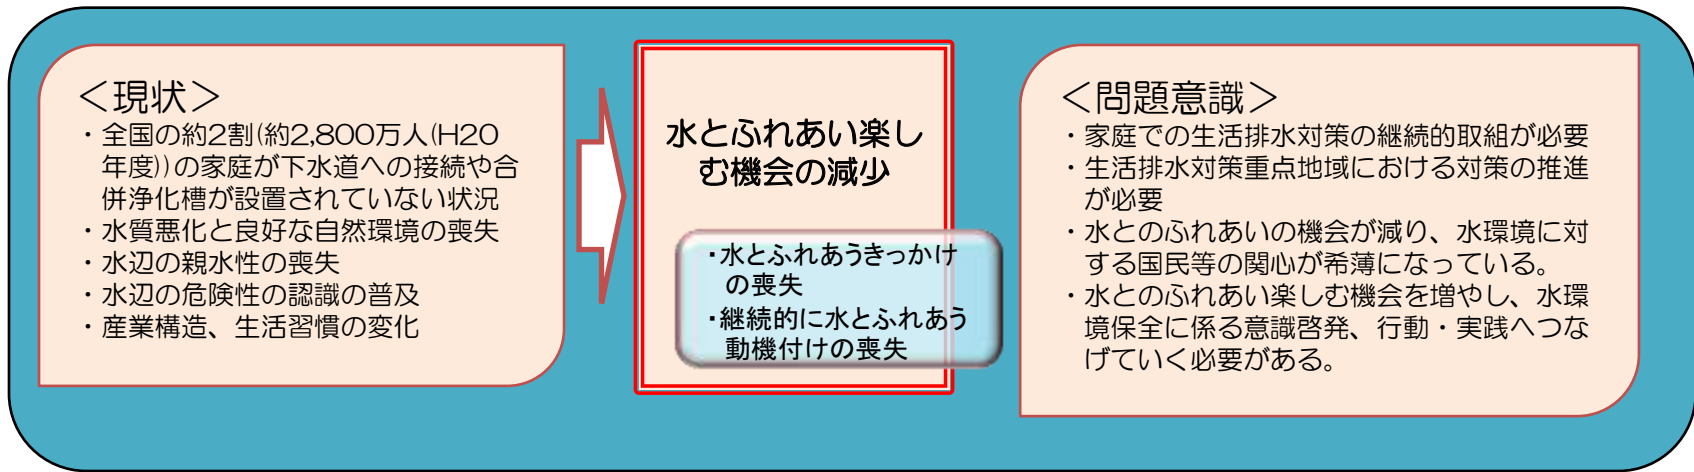 ＜現状＞
・全国の約2割(約2,800万人(H20
年度))の家庭が下水道への接続や合
併浄化槽が設置されていない状況
・水質悪化と良好な自然環境の喪失
・水辺の親水性の喪失
・水辺の危険性の認識の普及
・産業構造、生活習慣の変化
水とふれあい楽し
む機会の減少
・水とふれあうきっかけ
の喪失
・継続的に水とふれあう
動機付けの喪失
＜問題意識＞
・家庭での生活排水対策の継続的取組が必要
・生活排水対策重点地域における対策の推進
が必要
・水とのふれあいの機会が減り、水環境に対
する国民等の関心が希薄になっている。
・水とのふれあい楽しむ機会を増やし、水環
境保全に係る意識啓発、行動・実践へつな
げていく必要がある。